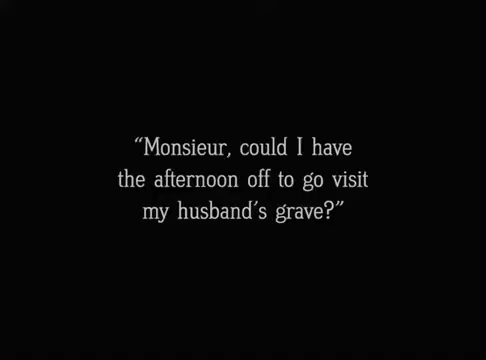 “Monsieur, could I have
the afternoon off to go visit
my husband's grave?”